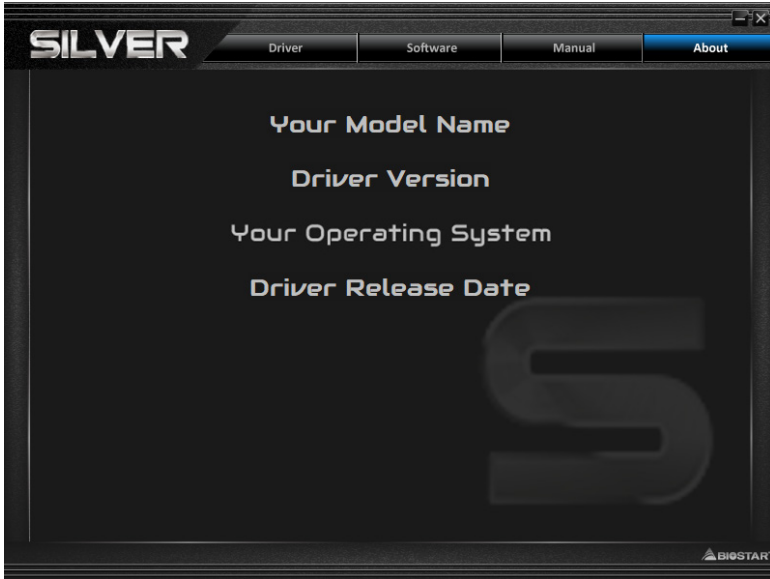 SILVER
Driver Software Manual About
Your Model Name
Driver Version
Your Operating System
Driver Release Date
BIOSTAR